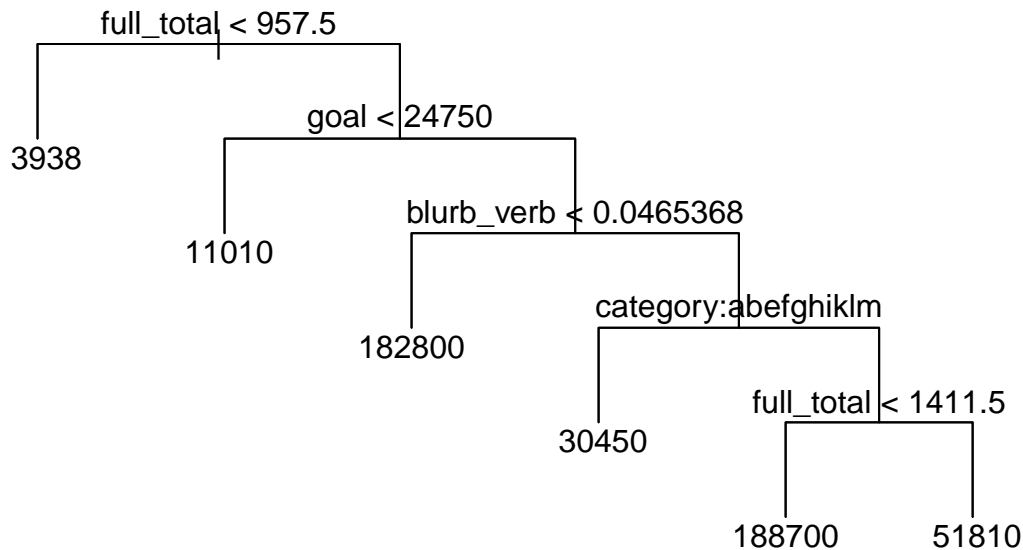 full_total < 957.5
goal < 24750
3938
blurb_verb < 0.0465368
11010
category:abefghiklm
182800
full_total < 1411.5
30450
188700 51810